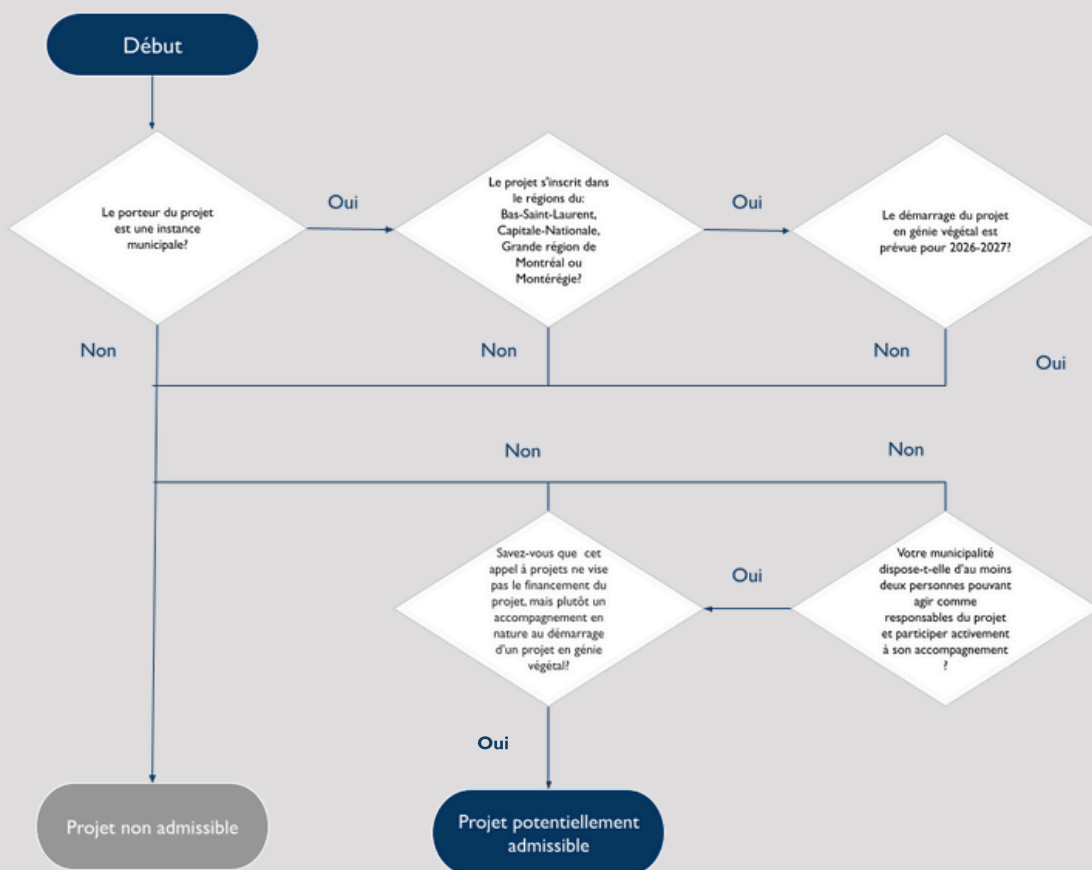 Début
Le porteur du projet
est une instance
municipale?
Oui
Le projet s'inscrit dans
le régions du:
Bas-Saint-Laurent,
Capitale-Nationale,
Grande région de
Montréal ou
Montérégie?
Oui
Le démarrage du projet
en génie végétal est
prévue pour 2026-2027?
Non
Non
Non
Oui
Non
Non
Savez-vous que cet
appel à projets ne vise
pas le financement du
projet, mais plutôt un
accompagnement en
nature au démarrage
d'un projet en génie
végétal?
Oui
Votre municipalité
dispose-t-elle d'au moins
deux personnes pouvant
agir comme
responsables du projet
et participer activement
à son accompagnement
?
Oui
Projet non admissible
Projet potentiellement
admissible